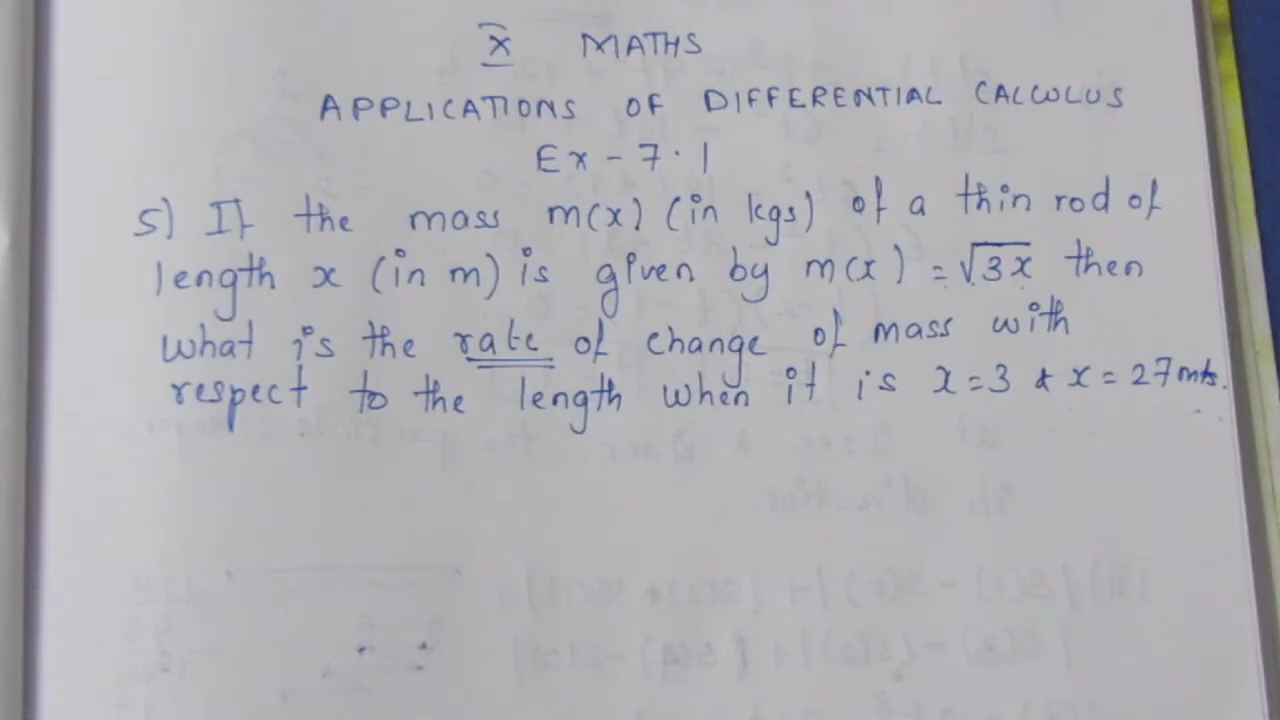 X MATHS
APPLICATIONS OF DIFFERENTIAL CALCULUS
Ex - 7.1
5) If the mass m(x) (in kgs) of a thin rod of
length x (in m) is given by m(x) = √3x then
what is the rate of change of mass with
respect to the length when it is x=3 & x=27mts.